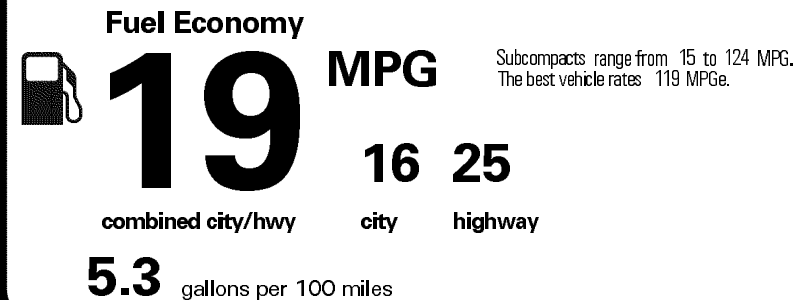 Fuel Economy
19 MPG
Subcompacts range from 15 to 124 MPG.
The best vehicle rates 119 MPGe.
16 25
combined city/hwy city highway
5.3 gallons per 100 miles